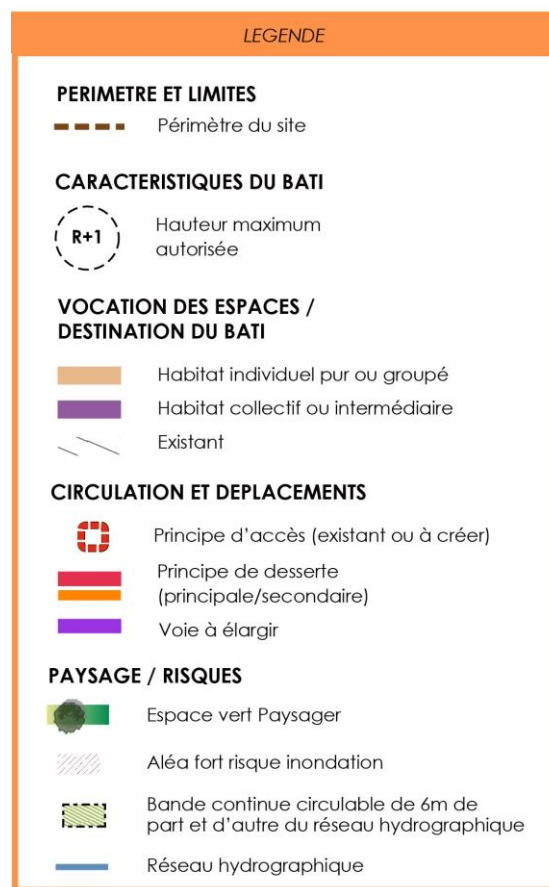 LEGENDE
PERIMETRE ET LIMITES
Périmètre du site
CARACTERISTIQUES DU BATI
R+1
Hauteur maximum
autorisée
VOCATION DES ESPACES /
DESTINATION DU BATI
Habitat individuel pur ou groupé
Habitat collectif ou intermédiaire
Existant
CIRCULATION ET DEPLACEMENTS
Principe d'accès (existant ou à créer)
Principe de desserte
(principale/secondaire)
Voie à élargir
PAYSAGE / RISQUES
Espace vert Paysager
Aléa fort risque inondation
Bande continue circulable de 6m de
part et d'autre du réseau hydrographique
Réseau hydrographique